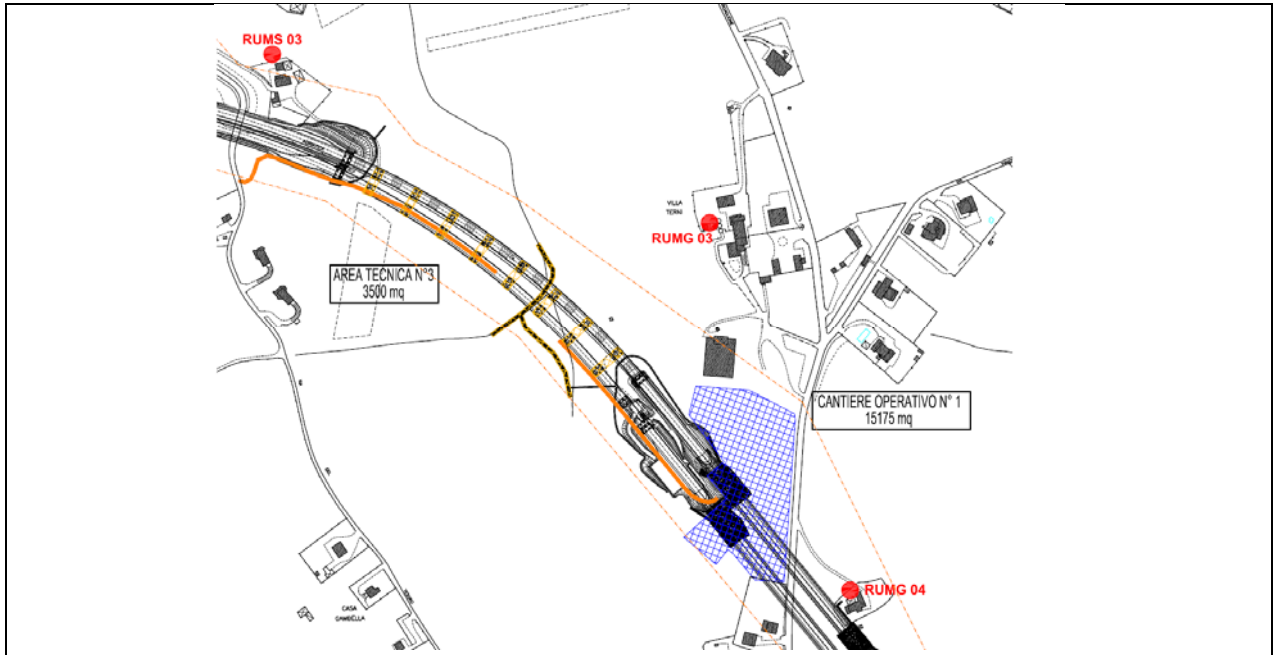 RUMS 03
VILLA
TERNI
RUMG 03
AREA TECNICA N°3
3500 mq
CANTIERE OPERATIVO N° 1
15175 mq
RUMG 04
CASA
GAMBELLA